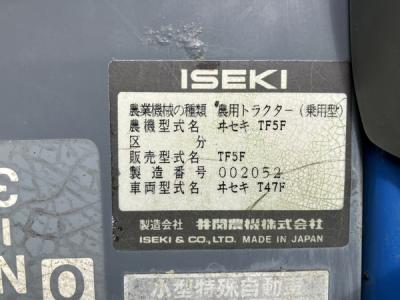 ISEKI
農業機械の種類 農用トラクター(乗用型)
農機型式名 ヰセキ TF5F
区分
販売型式名 TF5F
製造番号 002052
車両型式名 ヰセキ T47F
製造会社 井関農機株式会社
ISEKI & CO., LTD. MADE IN JAPAN
小型特殊自動車
I
N O